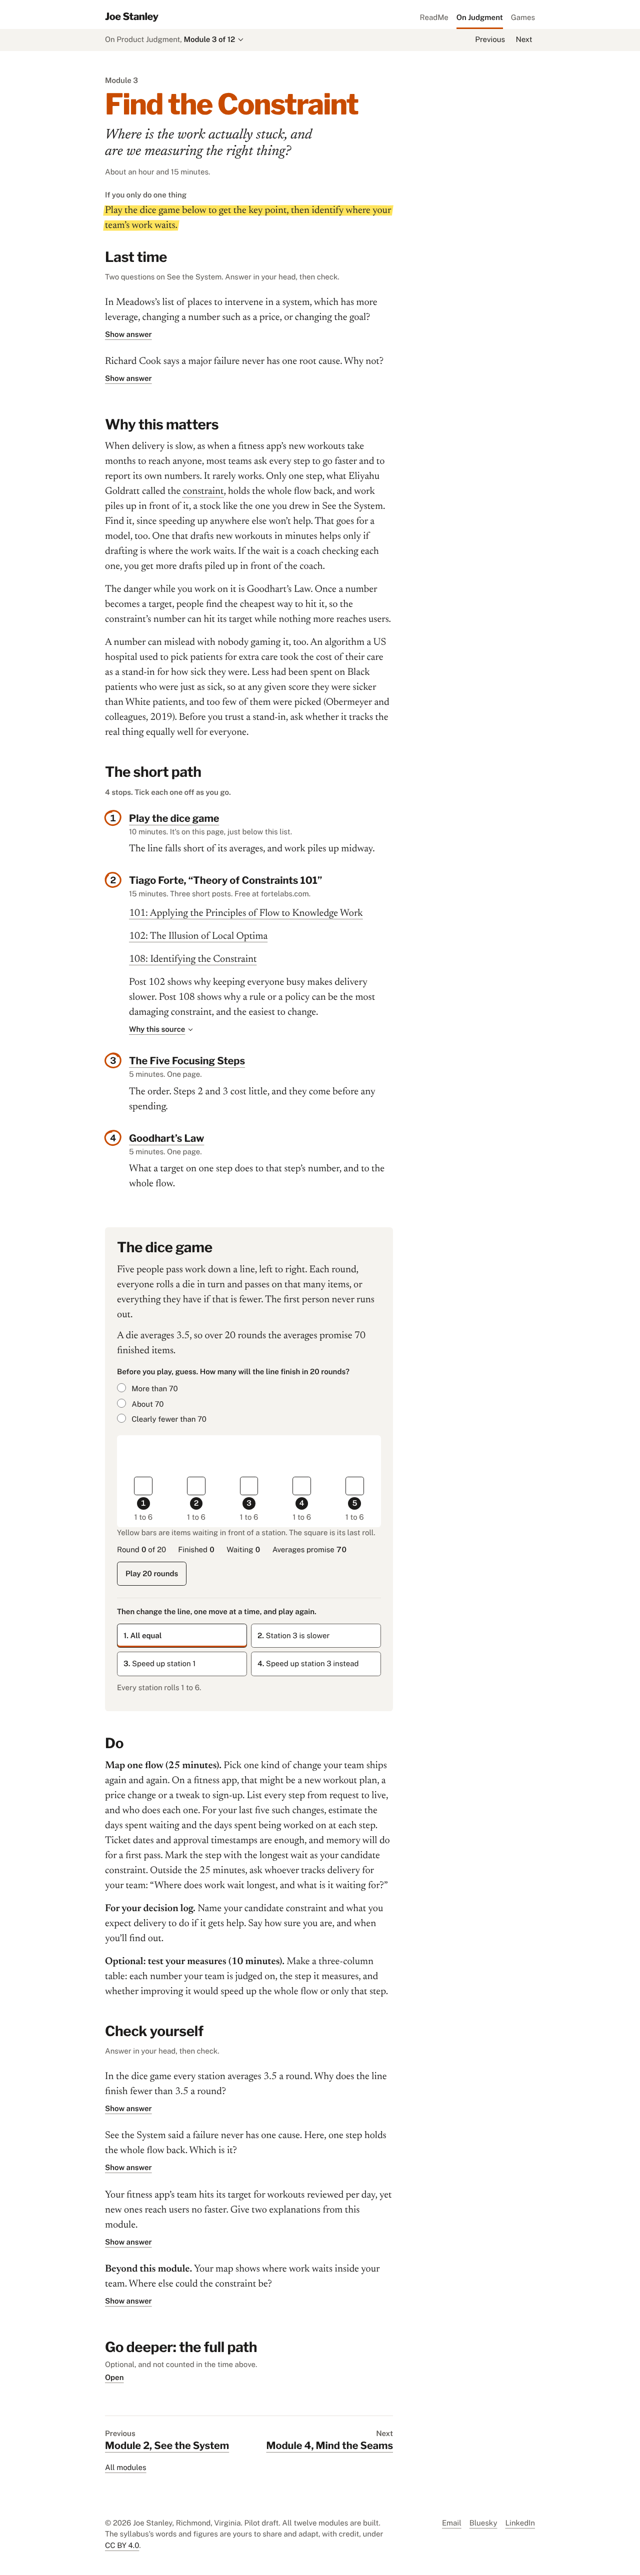 Joe Stanley
ReadMe On Judgment Games
On Product Judgment, Module 3 of 12
Previous Next
Module 3
Find the Constraint
Where is the work actually stuck, and
are we measuring the right thing?
About an hour and 15 minutes.
If you only do one thing
Play the dice game below to get the key point, then identify where your
team's work waits.
Last time
Two questions on See the System. Answer in your head, then check.
In Meadows's list of places to intervene in a system, which has more
leverage, changing a number such as a price, or changing the goal?
Show answer
Richard Cook says a major failure never has one root cause. Why not?
Show answer
Why this matters
When delivery is slow, as when a fitness app's new workouts take
months to reach anyone, most teams ask every step to go faster and to
report its own numbers. It rarely works. Only one step, what Eliyahu
Goldratt called the constraint, holds the whole flow back, and work
piles up in front of it, a stock like the one you drew in See the System.
Find it, since speeding up anywhere else won't help. That goes for a
model, too. One that drafts new workouts in minutes helps only if
drafting is where the work waits. If the wait is a coach checking each
one, you get more drafts piled up in front of the coach.
The danger while you work on it is Goodhart's Law. Once a number
becomes a target, people find the cheapest way to hit it, so the
constraint's number can hit its target while nothing more reaches users.
A number can mislead with nobody gaming it, too. An algorithm a US
hospital used to pick patients for extra care took the cost of their care
as a stand-in for how sick they were. Less had been spent on Black
patients who were just as sick, so at any given score they were sicker
than White patients, and too few of them were picked (Obermeyer and
colleagues, 2019). Before you trust a stand-in, ask whether it tracks the
real thing equally well for everyone.
The short path
4 stops. Tick each one off as you go.
1
Play the dice game
10 minutes. It's on this page, just below this list.
The line falls short of its averages, and work piles up midway.
2
Tiago Forte, “Theory of Constraints 101”
15 minutes. Three short posts. Free at fortelabs.com.
101: Applying the Principles of Flow to Knowledge Work
102: The Illusion of Local Optima
108: Identifying the Constraint
Post 102 shows why keeping everyone busy makes delivery
slower. Post 108 shows why a rule or a policy can be the most
damaging constraint, and the easiest to change.
Why this source
3
The Five Focusing Steps
5 minutes. One page.
The order. Steps 2 and 3 cost little, and they come before any
spending.
4
Goodhart's Law
5 minutes. One page.
What a target on one step does to that step's number, and to the
whole flow.
The dice game
Five people pass work down a line, left to right. Each round,
everyone rolls a die in turn and passes on that many items, or
everything they have if that is fewer. The first person never runs
out.
A die averages 3.5, so over 20 rounds the averages promise 70
finished items.
Before you play, guess. How many will the line finish in 20 rounds?
More than 70
About 70
Clearly fewer than 70
1 2 3 4 5
1 to 6 1 to 6 1 to 6 1 to 6 1 to 6
Yellow bars are items waiting in front of a station. The square is its last roll.
Round 0 of 20 Finished 0 Waiting 0 Averages promise 70
Play 20 rounds
Then change the line, one move at a time, and play again.
1. All equal
2. Station 3 is slower
3. Speed up station 1
4. Speed up station 3 instead
Every station rolls 1 to 6.
Do
Map one flow (25 minutes). Pick one kind of change your team ships
again and again. On a fitness app, that might be a new workout plan, a
price change or a tweak to sign-up. List every step from request to live,
and who does each one. For your last five such changes, estimate the
days spent waiting and the days spent being worked on at each step.
Ticket dates and approval timestamps are enough, and memory will do
for a first pass. Mark the step with the longest wait as your candidate
constraint. Outside the 25 minutes, ask whoever tracks delivery for
your team: “Where does work wait longest, and what is it waiting for?”
For your decision log. Name your candidate constraint and what you
expect delivery to do if it gets help. Say how sure you are, and when
you'll find out.
Optional: test your measures (10 minutes). Make a three-column
table: each number your team is judged on, the step it measures, and
whether improving it would speed up the whole flow or only that step.
Check yourself
Answer in your head, then check.
In the dice game every station averages 3.5 a round. Why does the line
finish fewer than 3.5 a round?
Show answer
See the System said a failure never has one cause. Here, one step holds
the whole flow back. Which is it?
Show answer
Your fitness app's team hits its target for workouts reviewed per day, yet
new ones reach users no faster. Give two explanations from this
module.
Show answer
Beyond this module. Your map shows where work waits inside your
team. Where else could the constraint be?
Show answer
Go deeper: the full path
Optional, and not counted in the time above.
Open
Previous
Module 2, See the System
Next
Module 4, Mind the Seams
All modules
© 2026 Joe Stanley, Richmond, Virginia. Pilot draft. All twelve modules are built.
The syllabus's words and figures are yours to share and adapt, with credit, under
CC BY 4.0.
Email Bluesky LinkedIn